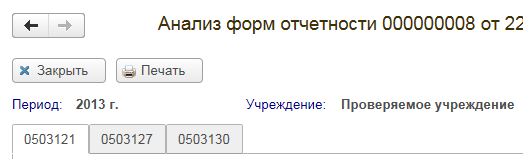 Анализ форм отчетности 000000008 от 22
Закрыть Печать
Период: 2013 г. Учреждение: Проверяемое учреждение
0503121 0503127 0503130